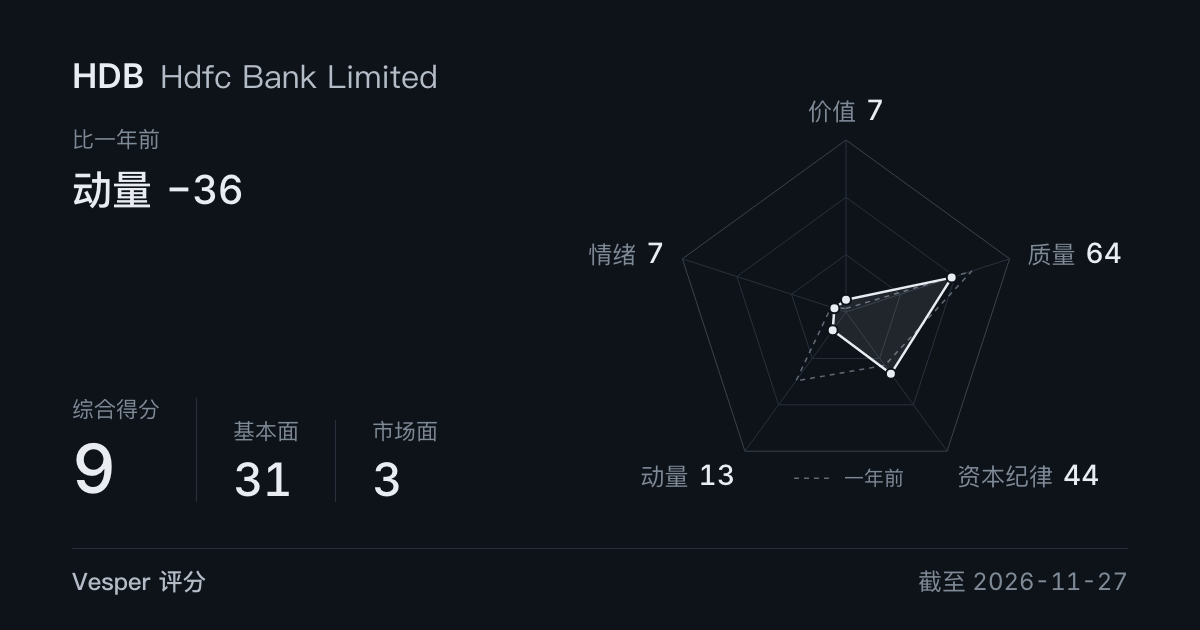 HDB Hdfc Bank Limited
比一年前
动量 −36
价值 7
情绪 7
质量 64
动量 13
---- 一年前
资本纪律 44
综合得分
9
基本面
31
市场面
3
Vesper 评分
截至 2026-11-27